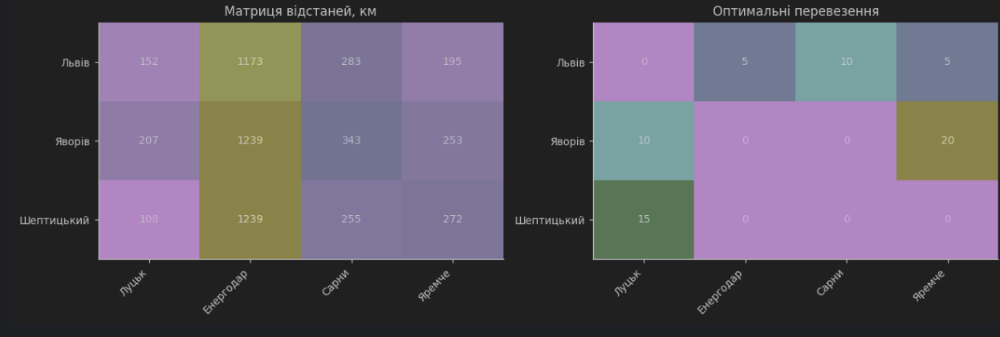 Матриця відстаней, км
Оптимальні перевезення
Львів 152 1173 283 195
Яворів 207 1239 343 253
Шептицький 108 1239 255 272
Луцьк Енергодар Сарни Яремче
Львів 0 5 10 5
Яворів 10 0 0 20
Шептицький 15 0 0 0
Луцьк Енергодар Сарни Яремче